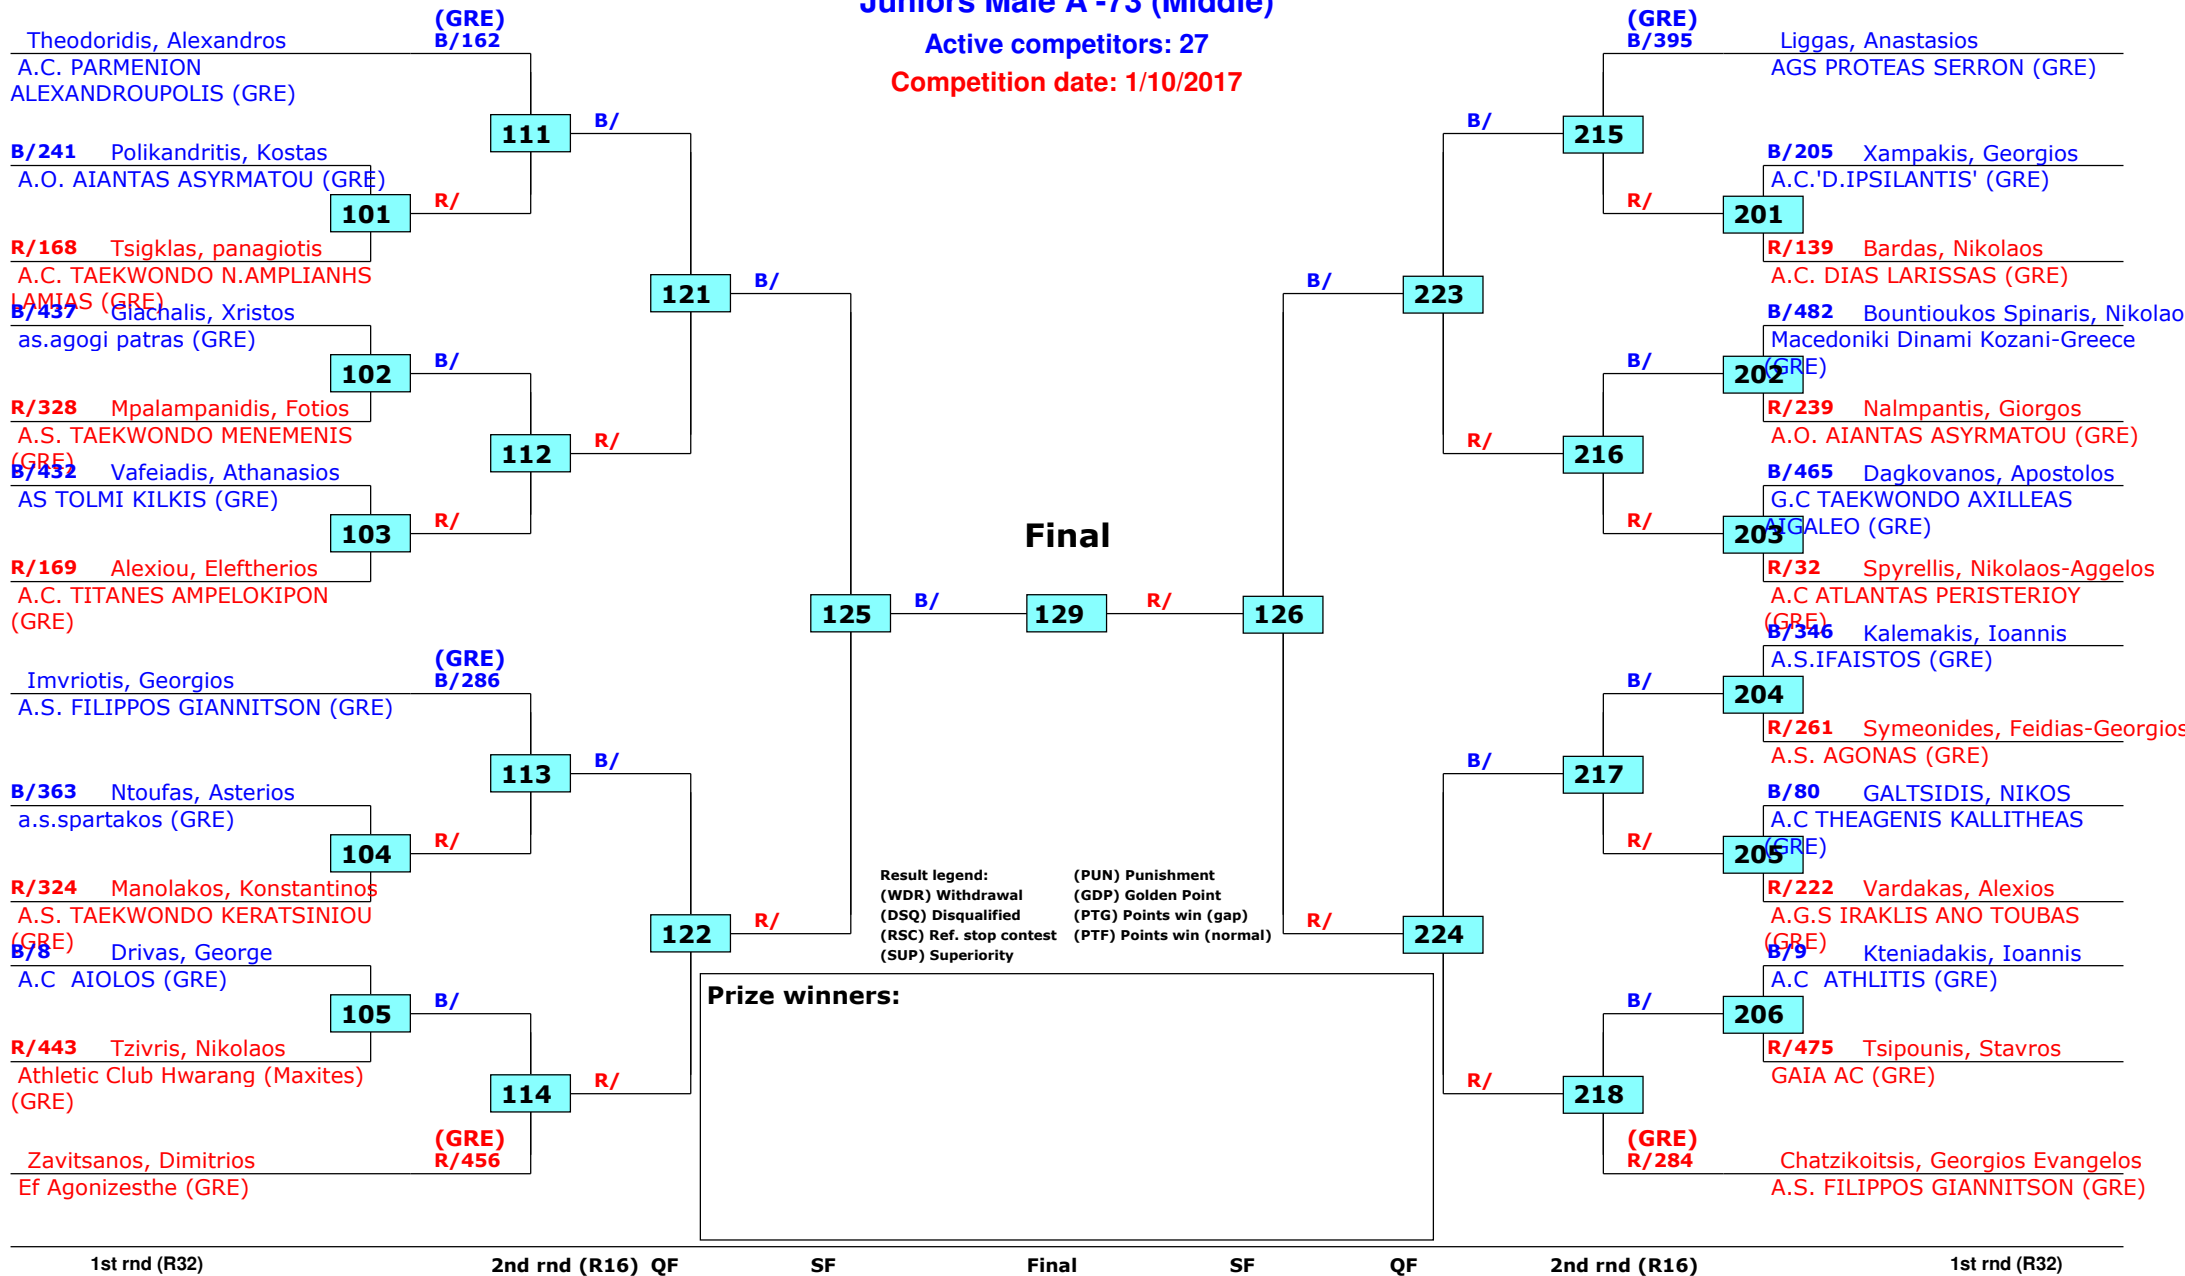 Juniors Male A -73 (Middle)
Active competitors: 27
Competition date: 1/10/2017
(GRE)
Theodoridis, Alexandros B/162
A.C. PARMENION
ALEXANDROUPOLIS (GRE)
111
B/
B/241 Polikandritis, Kostas
A.O. AIANTAS ASYRMATOU (GRE)
101
R/
R/168 Tsigklas, panagiotis
A.C. TAEKWONDO N.AMPLIANHS
LAMIAS (GRE)
121
B/
B/437 Giachalis, Xristos
as.agogi patras (GRE)
102
B/
R/328 Mpalampanidis, Fotios
A.S. TAEKWONDO MENEMENIS
(GRE)
112
R/
B/432 Vafeiadis, Athanasios
AS TOLMI KILKIS (GRE)
103
R/
R/169 Alexiou, Eleftherios
A.C. TITANES AMPELOKIPON
(GRE)
125
B/
(GRE)
Imvriotis, Georgios B/286
A.S. FILIPPOS GIANNITSON (GRE)
113
B/
B/363 Ntoufas, Asterios
a.s.spartakos (GRE)
104
R/
R/324 Manolakos, Konstantinos
A.S. TAEKWONDO KERATSINIOU
(GRE)
122
R/
B/8 Drivas, George
A.C AIOLOS (GRE)
105
B/
R/443 Tzivris, Nikolaos
Athletic Club Hwarang (Maxites)
(GRE)
114
R/
(GRE)
Zavitsanos, Dimitrios R/456
Ef Agonizesthe (GRE)
Final
129
R/
126
(GRE)
B/395 Liggas, Anastasios
AGS PROTEAS SERRON (GRE)
B/
215
B/205 Xampakis, Georgios
A.C.'D.IPSILANTIS' (GRE)
R/
201
R/139 Bardas, Nikolaos
A.C. DIAS LARISSAS (GRE)
B/
223
B/482 Bountioukos Spinaris, Nikolao
Macedoniki Dinami Kozani-Greece
(GRE)
B/
202
R/239 Nalmpantis, Giorgos
A.O. AIANTAS ASYRMATOU (GRE)
R/
216
B/465 Dagkovanos, Apostolos
G.C TAEKWONDO AXILLEAS
AIGALEO (GRE)
R/
203
R/32 Spyrellis, Nikolaos-Aggelos
A.C ATLANTAS PERISTERIOY
(GRE)
B/346 Kalemakis, Ioannis
A.S.IFAISTOS (GRE)
B/
204
R/261 Symeonides, Feidias-Georgios
A.S. AGONAS (GRE)
B/
217
B/80 GALTSIDIS, NIKOS
A.C THEAGENIS KALLITHEAS
(GRE)
R/
205
R/222 Vardakas, Alexios
A.G.S IRAKLIS ANO TOUBAS
(GRE)
R/
224
B/9 Kteniadakis, Ioannis
A.C ATHLITIS (GRE)
B/
206
R/475 Tsipounis, Stavros
GAIA AC (GRE)
R/
218
(GRE)
R/284 Chatzikoitsis, Georgios Evangelos
A.S. FILIPPOS GIANNITSON (GRE)
Result legend: (PUN) Punishment
(WDR) Withdrawal (GDP) Golden Point
(DSQ) Disqualified (PTG) Points win (gap)
(RSC) Ref. stop contest (PTF) Points win (normal)
(SUP) Superiority
Prize winners:
1st rnd (R32) 2nd rnd (R16) QF SF Final SF QF 2nd rnd (R16) 1st rnd (R32)